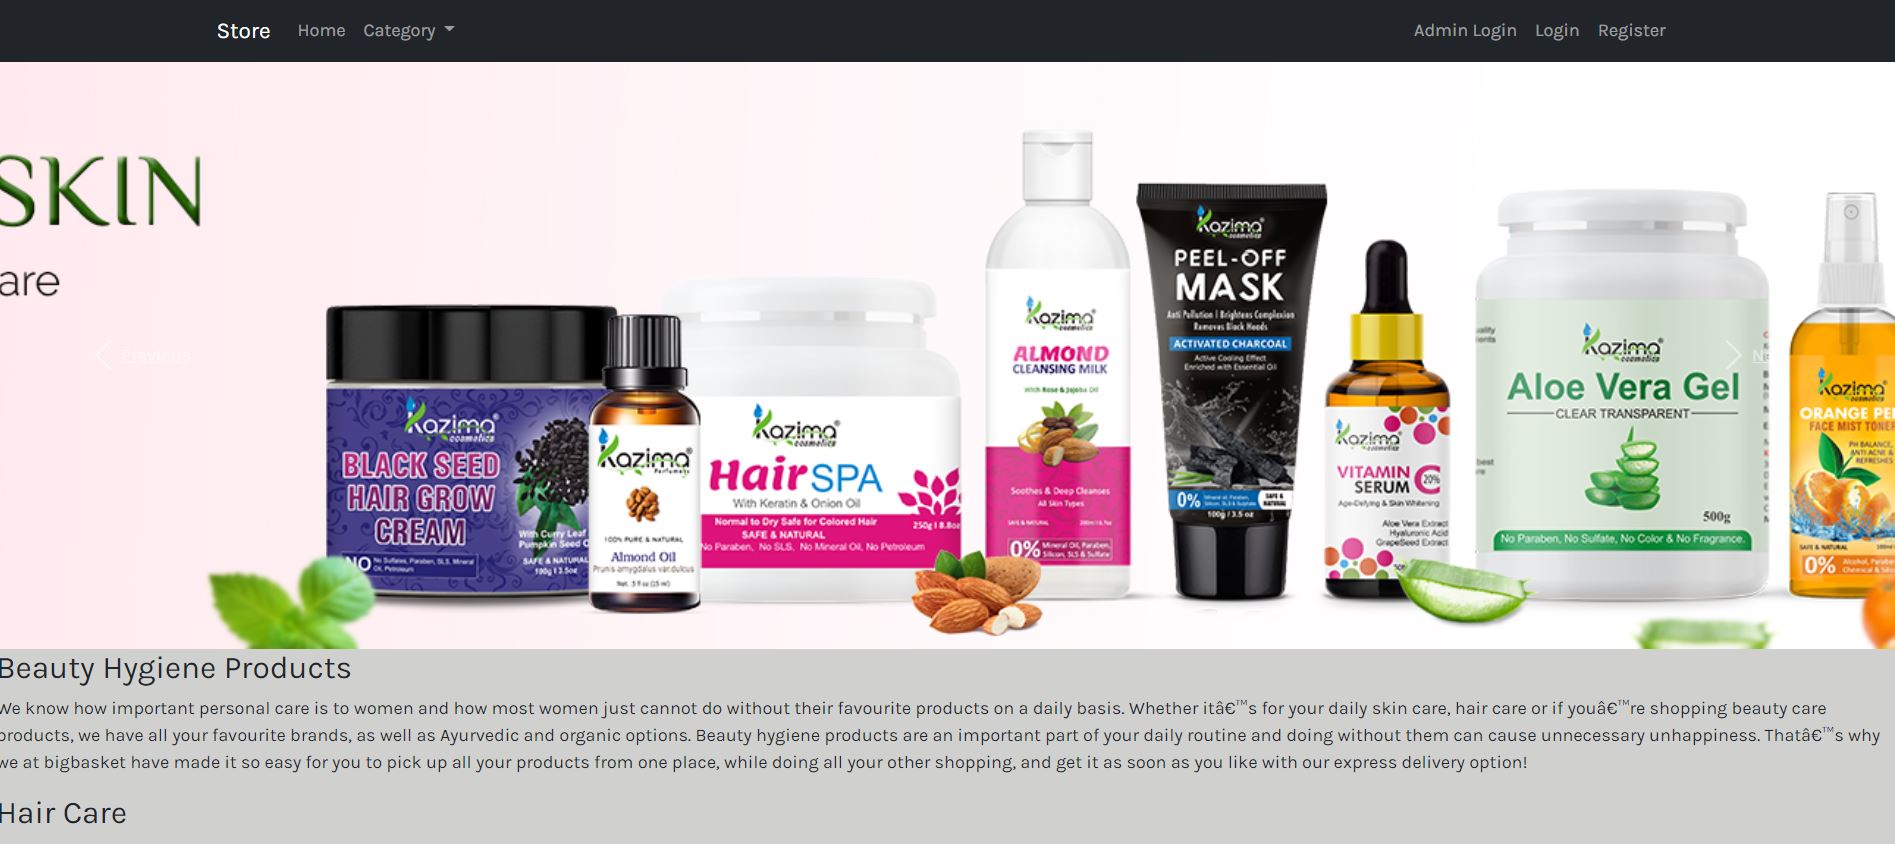 Store Home Category Admin Login Login Register
SKIN
are
Previous
Kazima
cosmetics
BLACK SEED
HAIR GROW
CREAM
With Curry Leaf
Pumpkin Seed
NO
No Sulfates, Paraben, SLS, Mineral
Oil, Petroleum
SAFE & NATURAL
100g | 3.5oz
Kazima
Perfumers
100% PURE & NATURAL
Almond Oil
Prunis amygdalus vardulcus
Net. .5 fl oz (15 ml)
Kazima
cosmetics
Hair SPA
With Keratin & Onion Oil
Normal to Dry Safe for Colored Hair
SAFE & NATURAL
250g | 8.8oz
No Paraben, No SLS, No Mineral Oil, No Petroleum
Kazima
cosmetics
ALMOND
CLEANSING MILK
With Rose & Jojoba Oil
Soothes & Deep Cleanses
All Skin Types
SAFE & NATURAL
0% Mineral Oil, Paraben,
Silicon, SLS & Sulfate
Kazima
cosmetics
PEEL-OFF
MASK
Anti Pollution | Brightens Complexion
Removes Black Heads
ACTIVATED CHARCOAL
Active Cooling Effect
Enriched with Essential Oil
0%
SAFE &
NATURAL
100g / 3.5 oz
Kazima
cosmetics
VITAMIN C
SERUM 20%
Age-Defying & Skin Whitening
Aloe Vera Extract
Hyaluronic Acid
GrapeSeed Extract
Kazima
cosmetics
Aloe Vera Gel
CLEAR TRANSPARENT
500g
No Paraben, No Sulfate, No Color & No Fragrance.
Kazima
cosmetics
ORANGE PE
FACE MIST TONER
PH BALANCE,
ANTI ACNE &
REFRESHES
SAFE & NATURAL
0% Alcohol, Parabe
Chemical & Silic
Beauty Hygiene Products
We know how important personal care is to women and how most women just cannot do without their favourite products on a daily basis. Whether itâ€™s for your daily skin care, hair care or if youâ€™re shopping beauty care
products, we have all your favourite brands, as well as Ayurvedic and organic options. Beauty hygiene products are an important part of your daily routine and doing without them can cause unnecessary unhappiness. Thatâ€™s why
we at bigbasket have made it so easy for you to pick up all your products from one place, while doing all your other shopping, and get it as soon as you like with our express delivery option!
Hair Care